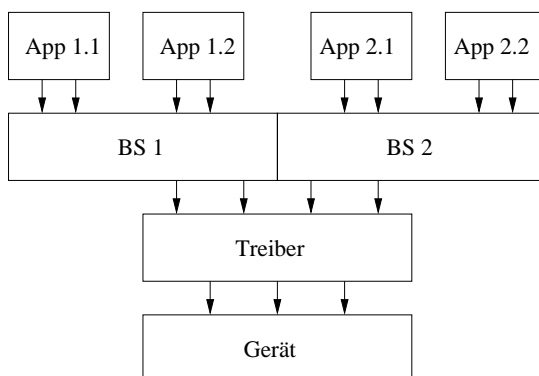 App 1.1
App 1.2
App 2.1
App 2.2
BS 1
BS 2
Treiber
Gerät